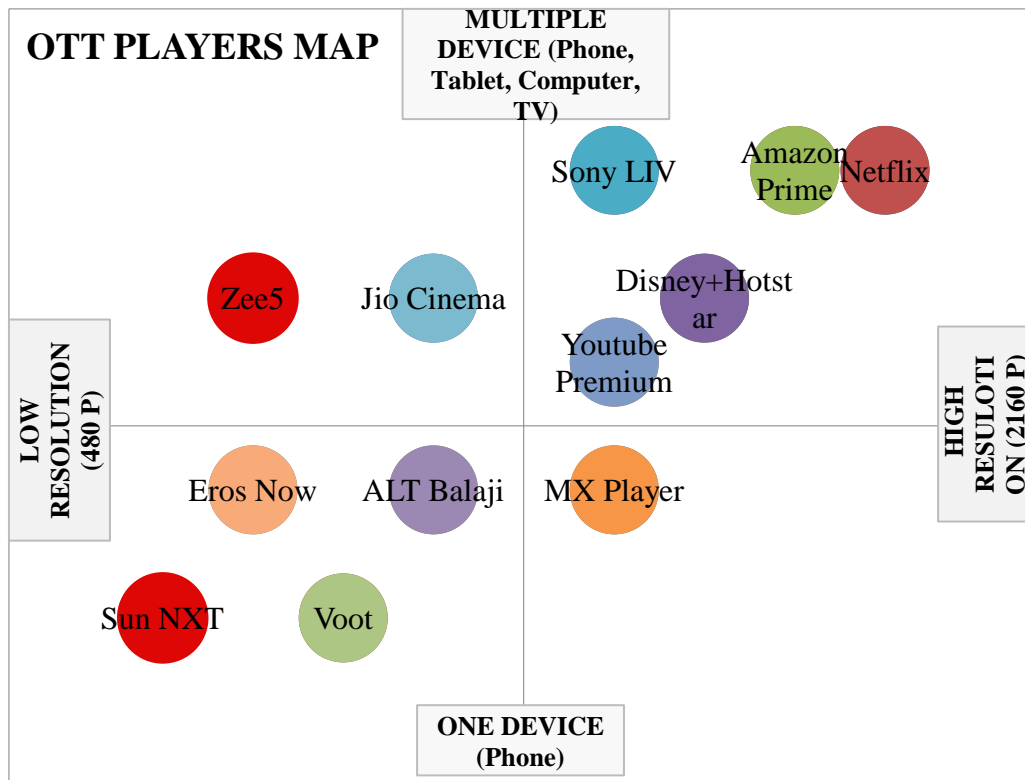 OTT PLAYERS MAP
MULTIPLE
DEVICE (Phone,
Tablet, Computer,
TV)
Sony LIV
Amazon
Prime
Netflix
Zee5
Jio Cinema
Disney+Hotst
ar
Youtube
Premium
LOW
RESOLUTION
(480 P)
HIGH
RESULOTI
ON (2160 P)
Eros Now
ALT Balaji
MX Player
Sun NXT
Voot
ONE DEVICE
(Phone)